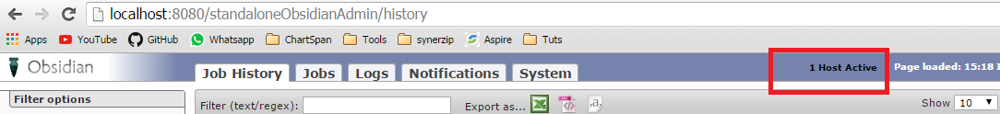 localhost:8080/standaloneObsidianAdmin/history
Apps YouTube GitHub Whatsapp ChartSpan Tools synerzip Aspire Tuts
Obsidian Job History Jobs Logs Notifications System 1 Host Active Page loaded: 15:18
Filter options Filter (text/regex): Export as... Show 10